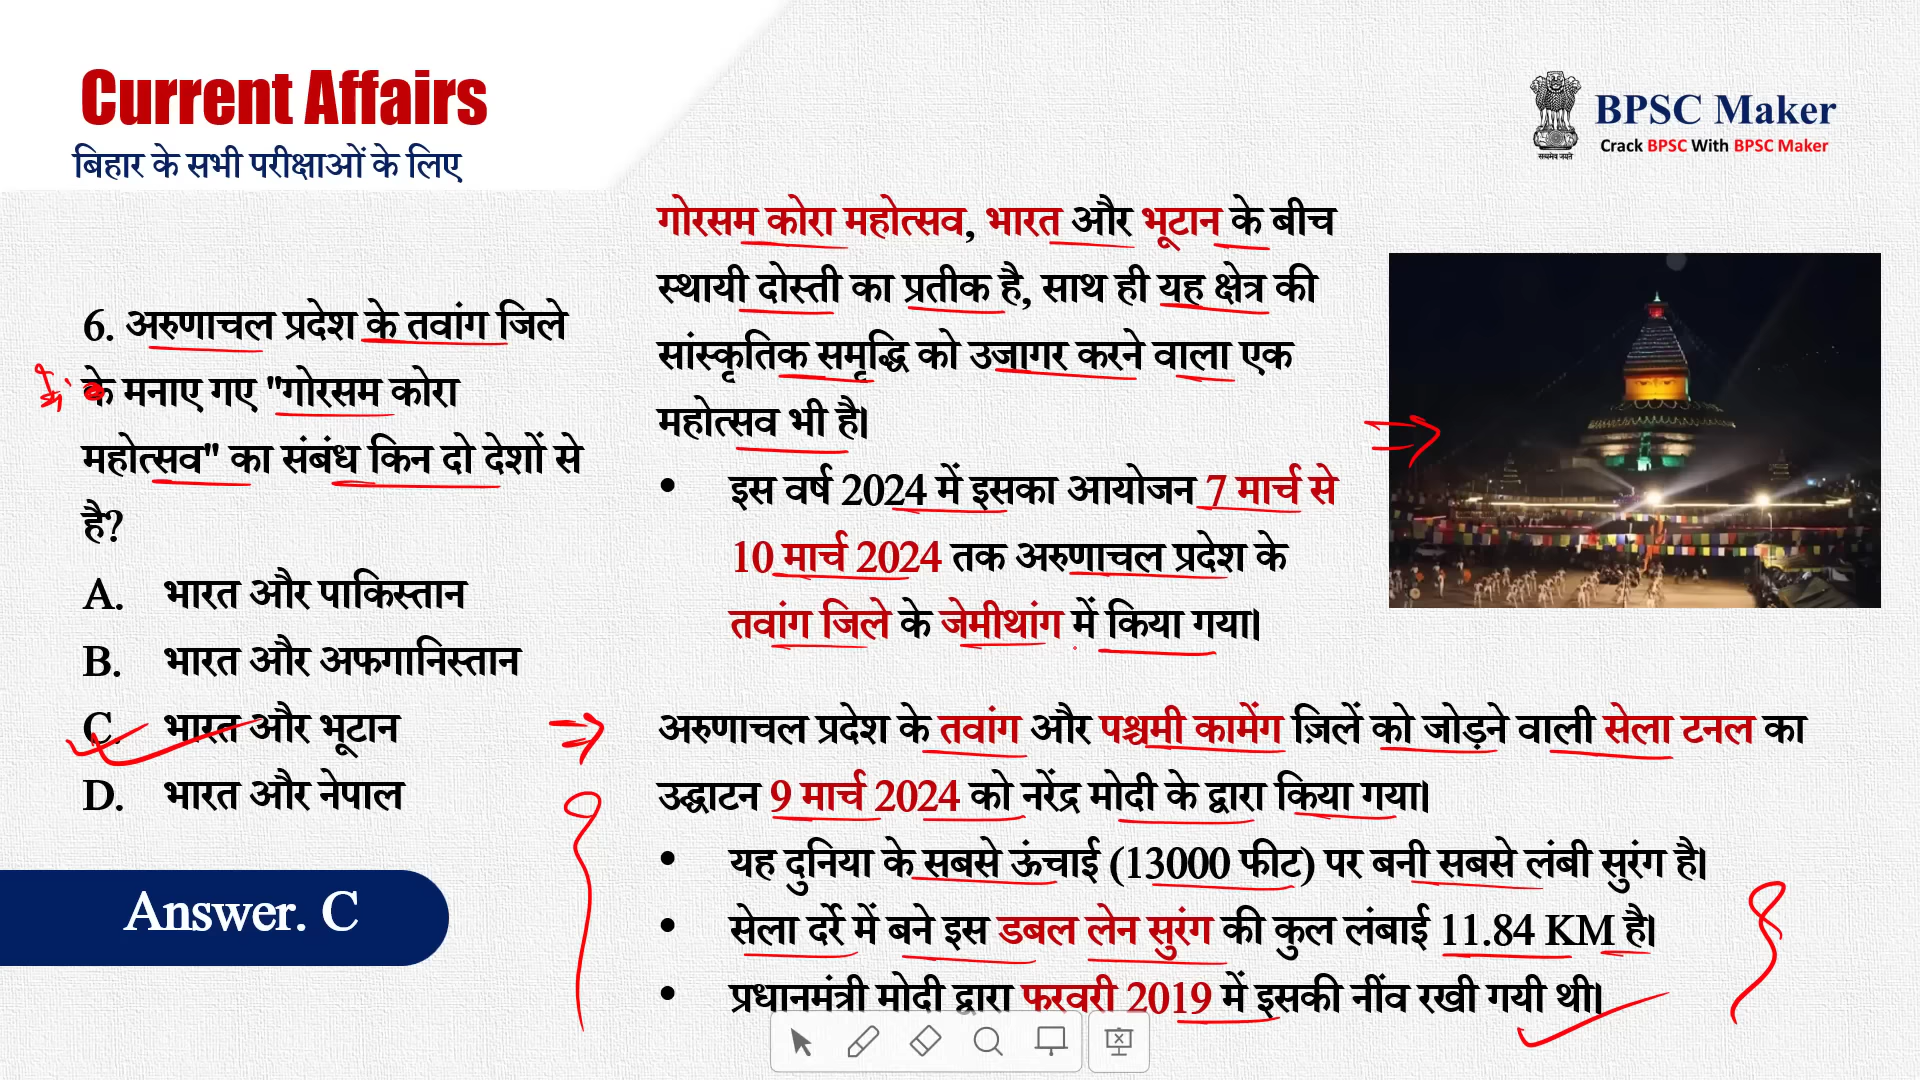 Current Affairs
बिहार के सभी परीक्षाओं के लिए
सत्यमेव जयते
BPSC Maker
Crack BPSC With BPSC Maker
6. अरुणाचल प्रदेश के तवांग जिले
के मनाए गए "गोरसम कोरा
महोत्सव" का संबंध किन दो देशों से
है?
A. भारत और पाकिस्तान
B. भारत और अफगानिस्तान
C. भारत और भूटान
D. भारत और नेपाल
Answer. C
गोरसम कोरा महोत्सव, भारत और भूटान के बीच
स्थायी दोस्ती का प्रतीक है, साथ ही यह क्षेत्र की
सांस्कृतिक समृद्धि को उजागर करने वाला एक
महोत्सव भी है।
• इस वर्ष 2024 में इसका आयोजन 7 मार्च से
10 मार्च 2024 तक अरुणाचल प्रदेश के
तवांग जिले के जेमीथांग में किया गया।
अरुणाचल प्रदेश के तवांग और पश्चमी कामेंग ज़िलें को जोड़ने वाली सेला टनल का
उद्घाटन 9 मार्च 2024 को नरेंद्र मोदी के द्वारा किया गया।
• यह दुनिया के सबसे ऊंचाई (13000 फीट) पर बनी सबसे लंबी सुरंग है।
• सेला दर्रे में बने इस डबल लेन सुरंग की कुल लंबाई 11.84 KM है।
• प्रधानमंत्री मोदी द्वारा फरवरी 2019 में इसकी नींव रखी गयी थी।